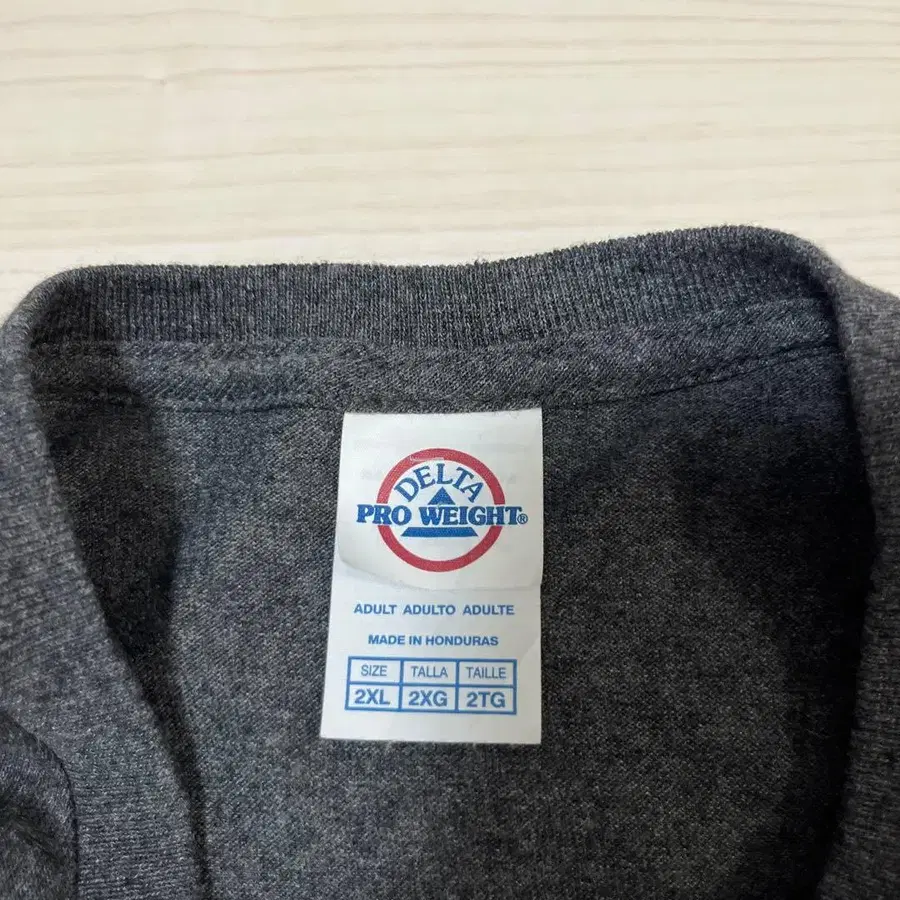 DELTA
PRO WEIGHT®
ADULT ADULTO ADULTE
MADE IN HONDURAS
SIZE TALLA TAILLE
2XL 2XG 2TG